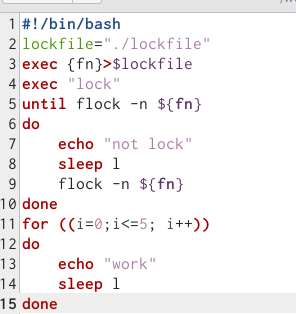 1 #!/bin/bash
2 lockfile="./lockfile"
3 exec {fn}>$lockfile
4 exec "lock"
5 until flock -n ${fn}
6 do
7 echo "not lock"
8 sleep 1
9 flock -n ${fn}
10 done
11 for ((i=0;i<=5; i++))
12 do
13 echo "work"
14 sleep 1
15 done